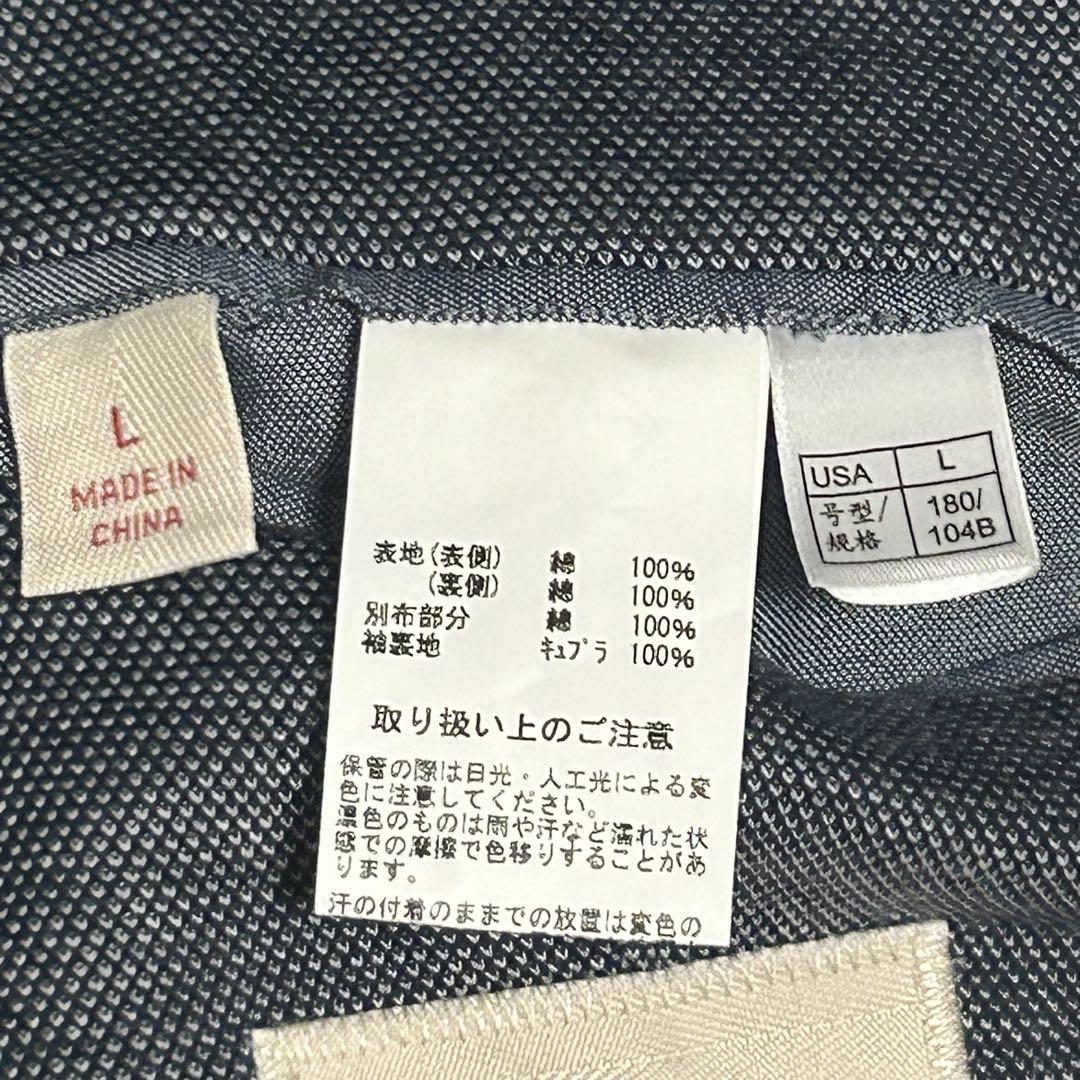 L
MADE IN
CHINA
表地(表側) 綿 100%
(裏側) 綿 100%
別布部分 綿 100%
袖裏地 キュプラ 100%
取り扱い上のご注意
保管の際は日光・人工光による変
色に注意してください。
濃色のものは雨や汗など濡れた状
態での摩擦で色移りすることがあ
ります。
汗の付着のままでの放置は変色の
USA L
号型/ 180/
规格 104B